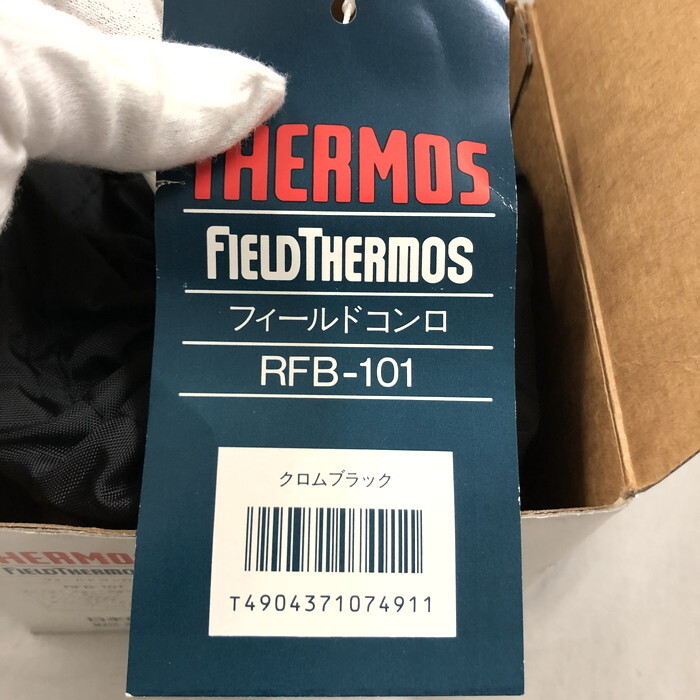 THERMOS
FIELDTHERMOS
フィールドコンロ
RFB-101
クロムブラック
T4904371074911
HERMOS
FIELDTHERMOS